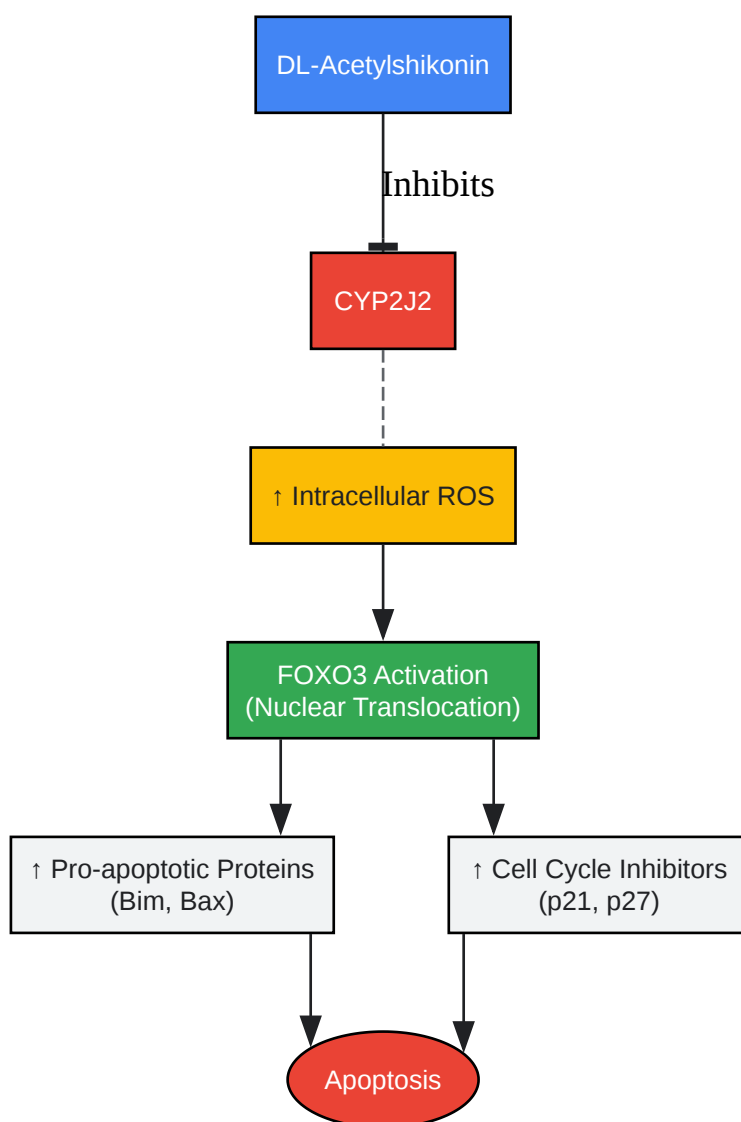 DL-Acetylshikonin
Inhibits
CYP2J2
↑ Intracellular ROS
FOXO3 Activation
(Nuclear Translocation)
↑ Pro-apoptotic Proteins
(Bim, Bax)
↑ Cell Cycle Inhibitors
(p21, p27)
Apoptosis